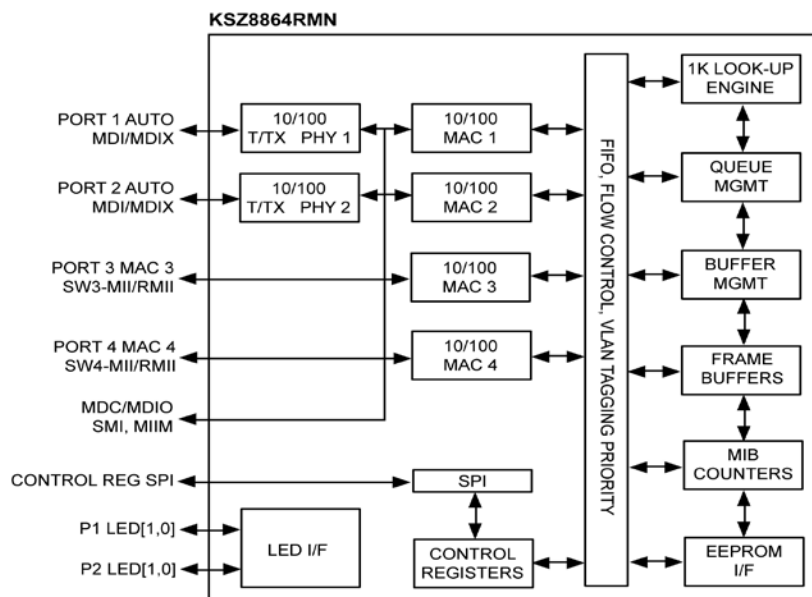 KSZ8864RMN
PORT 1 AUTO
MDI/MDIX
10/100
T/TX PHY 1
10/100
MAC 1
1K LOOK-UP
ENGINE
PORT 2 AUTO
MDI/MDIX
10/100
T/TX PHY 2
10/100
MAC 2
QUEUE
MGMT
PORT 3 MAC 3
SW3-MII/RMII
10/100
MAC 3
BUFFER
MGMT
PORT 4 MAC 4
SW4-MII/RMII
10/100
MAC 4
FRAME
BUFFERS
FIFO, FLOW CONTROL, VLAN TAGGING PRIORITY
MDC/MDIO
SMI, MIIM
MIB
COUNTERS
CONTROL REG SPI
SPI
P1 LED[1,0]
P2 LED[1,0]
LED I/F
CONTROL
REGISTERS
EEPROM
I/F